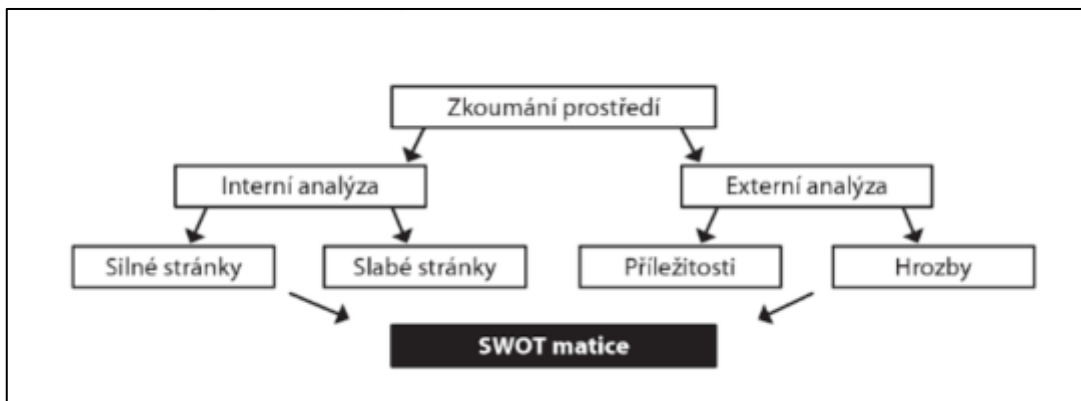 Zkoumání prostředí
Interní analýza
Externí analýza
Silné stránky
Slabé stránky
Příležitosti
Hrozby
SWOT matice